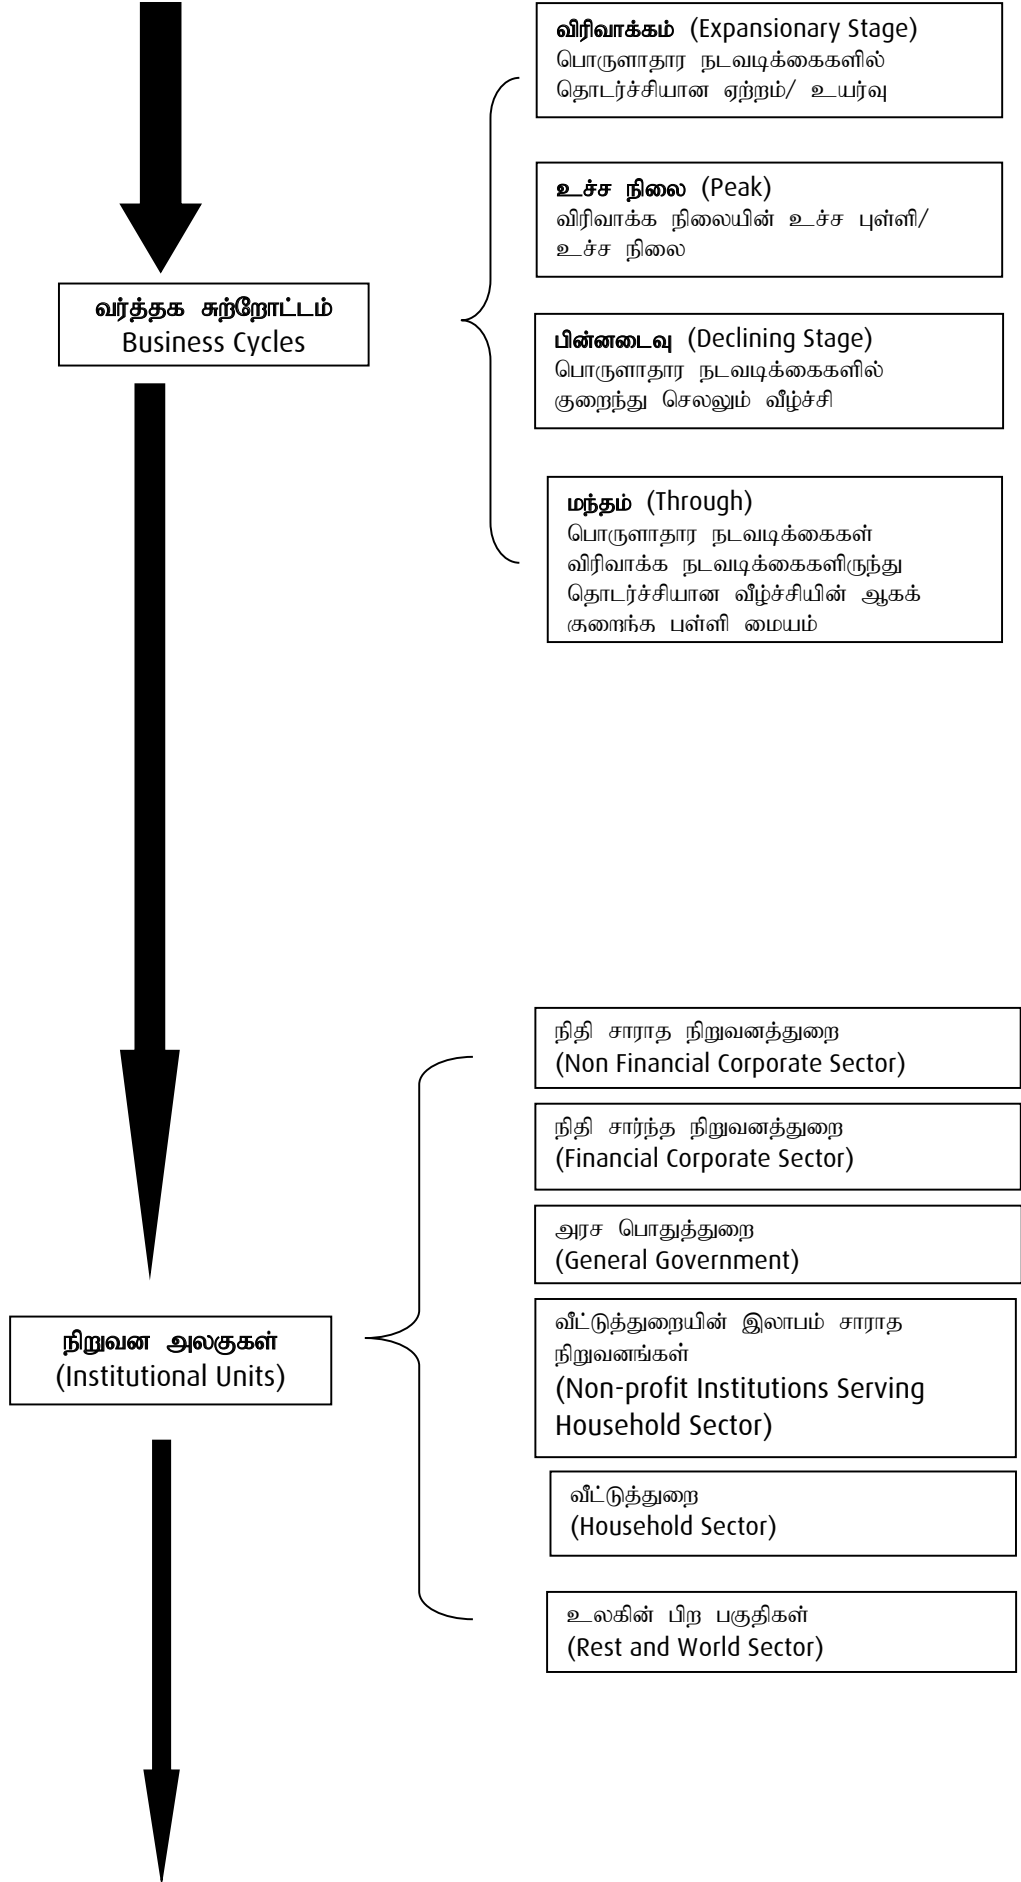 விரிவாக்கம் (Expansionary Stage)
பொருளாதார நடவடிக்கைகளில்
தொடர்ச்சியான ஏற்றம்/ உயர்வு
உச்ச நிலை (Peak)
விரிவாக்க நிலையின் உச்ச புள்ளி/
உச்ச நிலை
வர்த்தக சுற்றோட்டம்
Business Cycles
பின்னடைவு (Declining Stage)
பொருளாதார நடவடிக்கைகளில்
குறைந்து செலலும் வீழ்ச்சி
மந்தம் (Through)
பொருளாதார நடவடிக்கைகள்
விரிவாக்க நடவடிக்கைகளிருந்து
தொடர்ச்சியான வீழ்ச்சியின் ஆகக்
குறைந்த புள்ளி மையம்
நிதி சாராத நிறுவனத்துறை
(Non Financial Corporate Sector)
நிதி சார்ந்த நிறுவனத்துறை
(Financial Corporate Sector)
அரச பொதுத்துறை
(General Government)
நிறுவன அலகுகள்
(Institutional Units)
வீட்டுத்துறையின் இலாபம் சாராத
நிறுவனங்கள்
(Non-profit Institutions Serving
Household Sector)
வீட்டுத்துறை
(Household Sector)
உலகின் பிற பகுதிகள்
(Rest and World Sector)